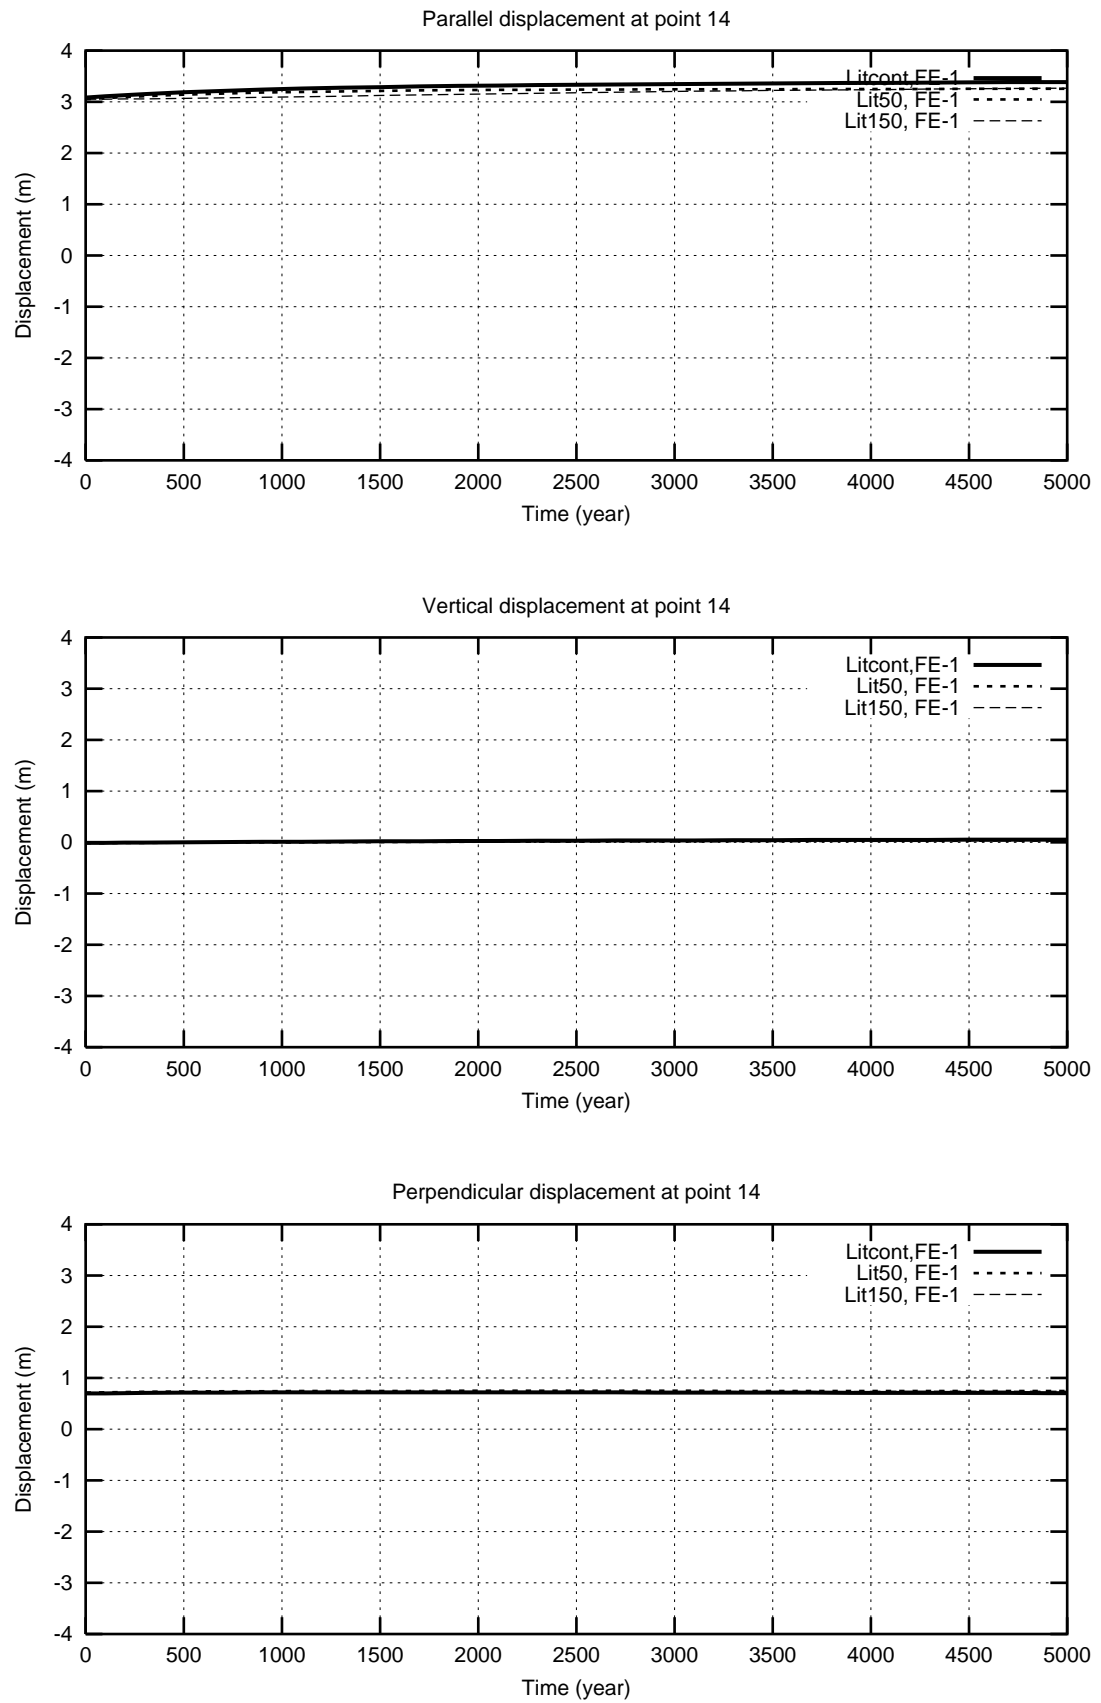 Parallel displacement at point 14
4
3
2
1
0
-1
-2
-3
-4
Displacement (m)
Litcont,FE-1
Lit50, FE-1
Lit150, FE-1
0 500 1000 1500 2000 2500 3000 3500 4000 4500 5000
Time (year)
Vertical displacement at point 14
4
3
2
1
0
-1
-2
-3
-4
Displacement (m)
Litcont,FE-1
Lit50, FE-1
Lit150, FE-1
0 500 1000 1500 2000 2500 3000 3500 4000 4500 5000
Time (year)
Perpendicular displacement at point 14
4
3
2
1
0
-1
-2
-3
-4
Displacement (m)
Litcont,FE-1
Lit50, FE-1
Lit150, FE-1
0 500 1000 1500 2000 2500 3000 3500 4000 4500 5000
Time (year)